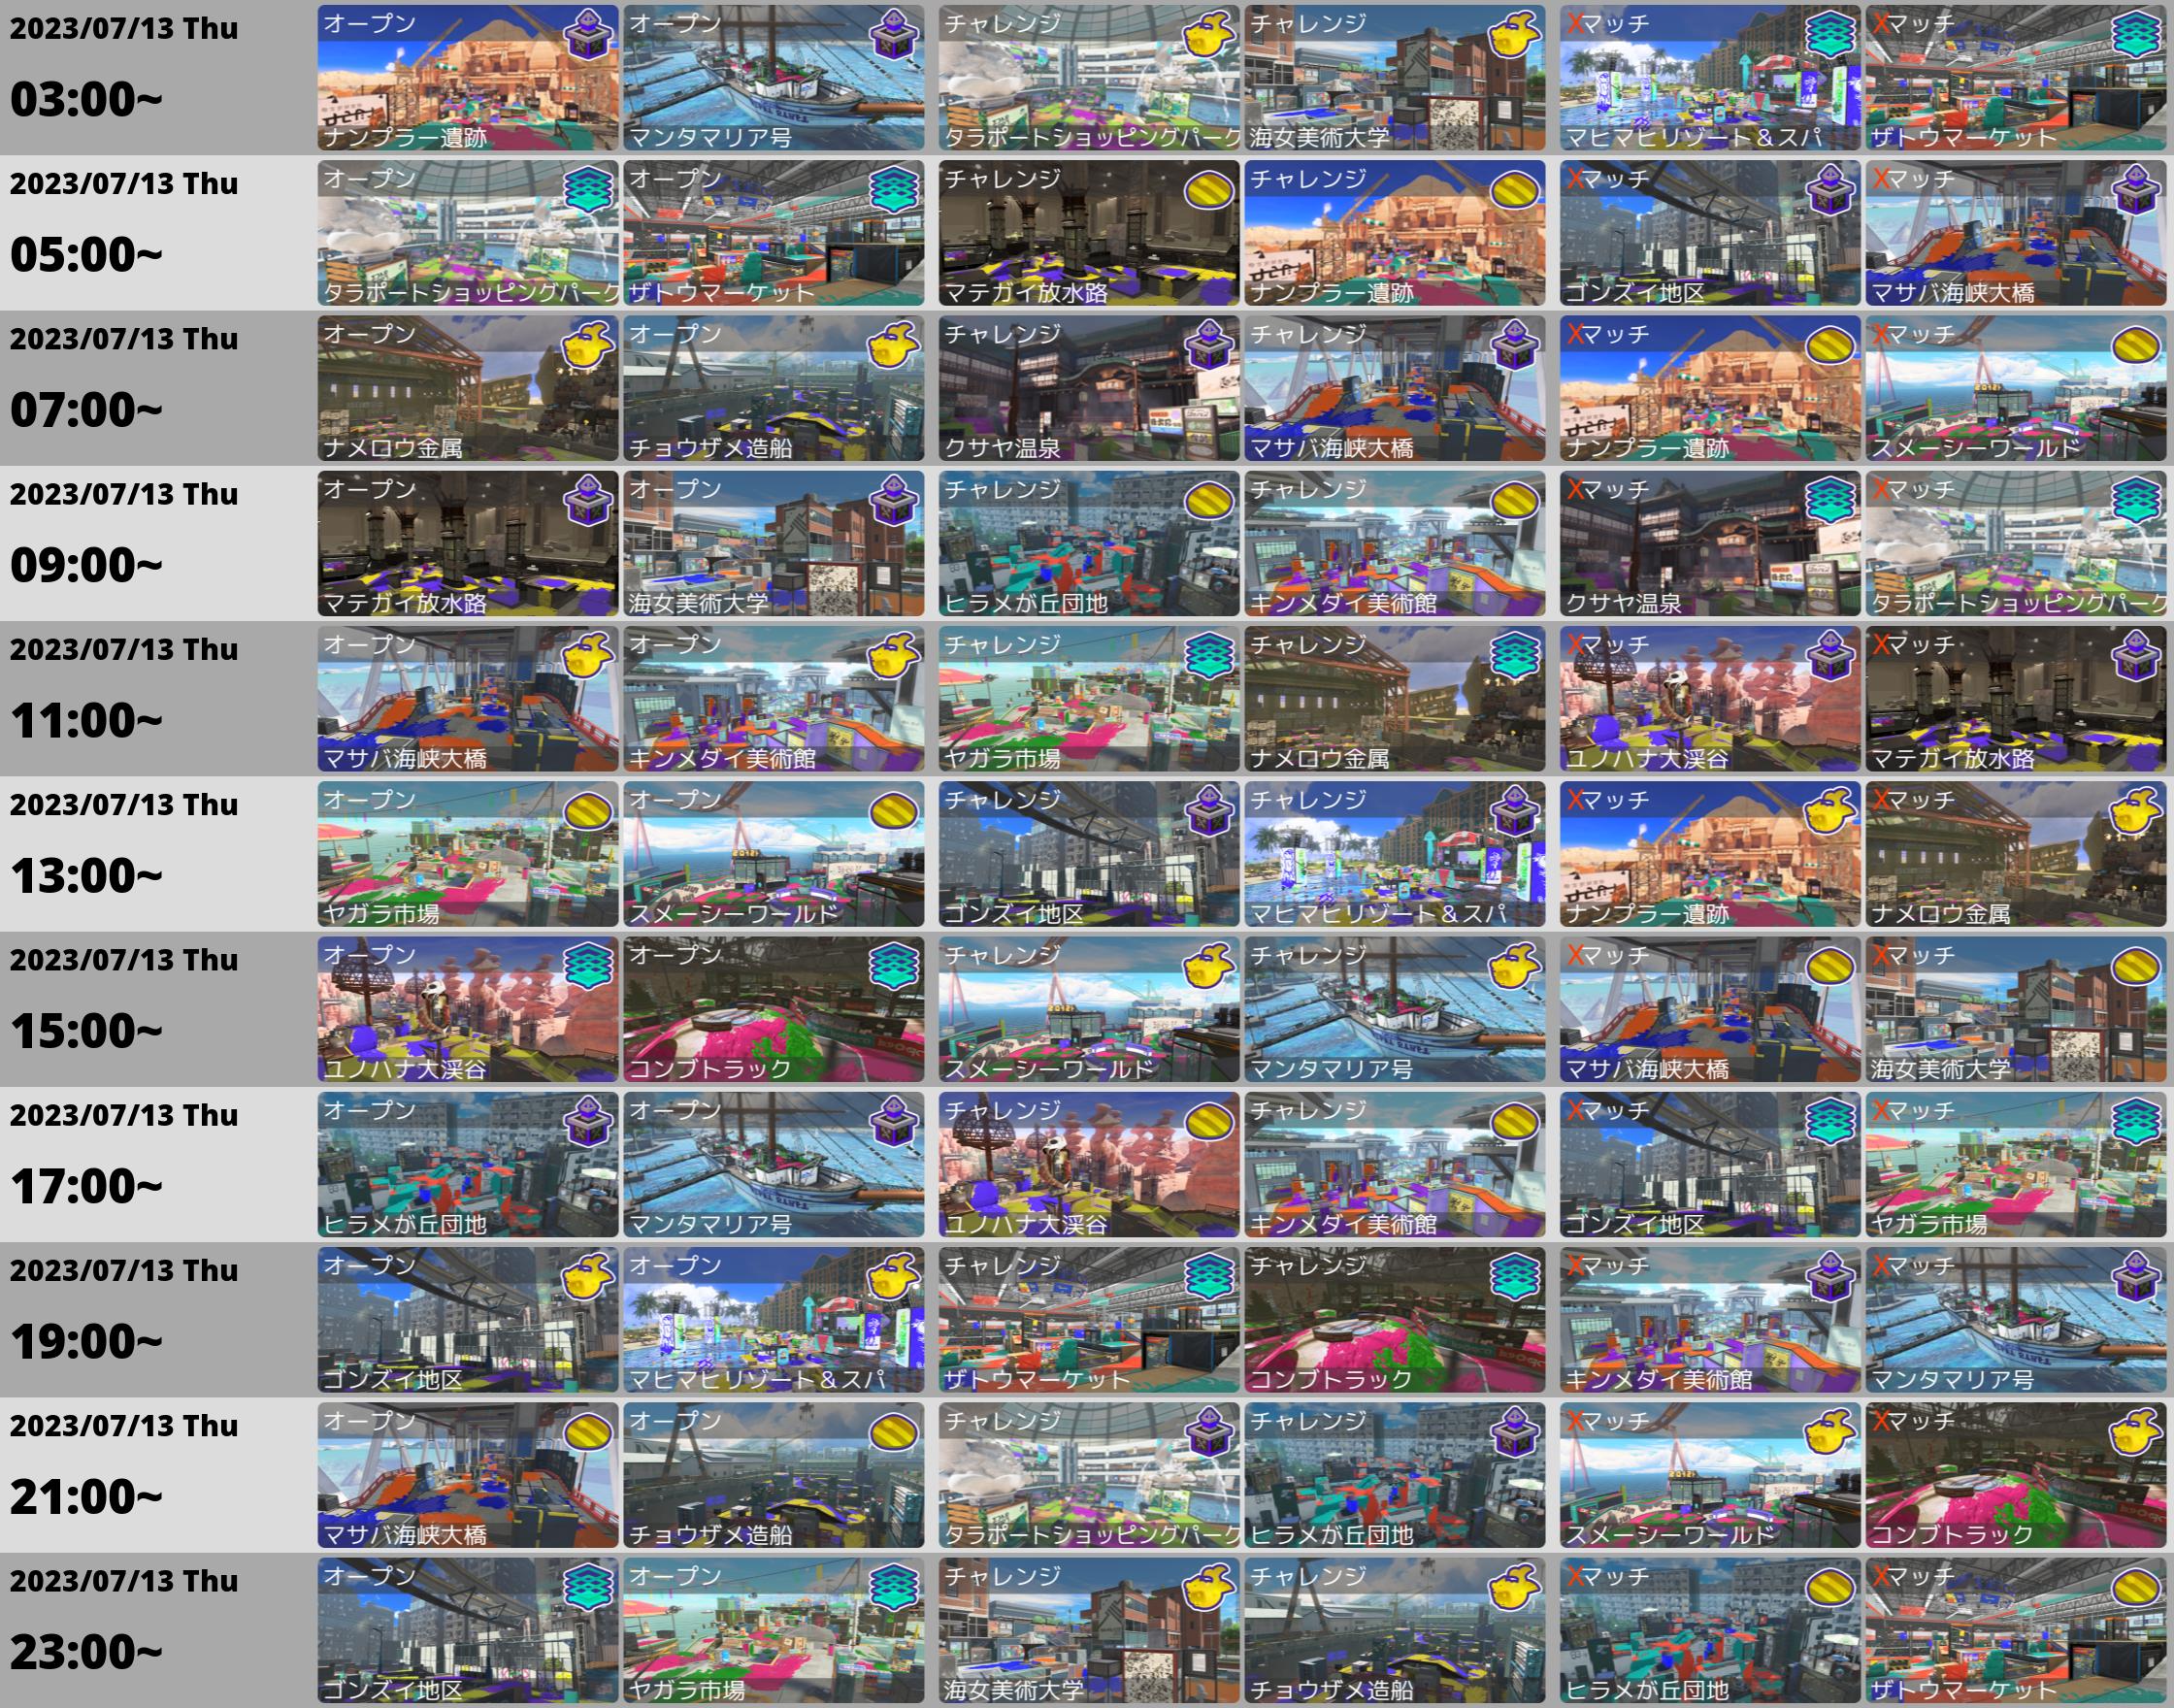 2023/07/13 Thu
03:00~
オープン
ナンプラー遺跡
オープン
マンタマリア号
チャレンジ
タラポートショッピングパーク
チャレンジ
海女美術大学
Xマッチ
マヒマヒリゾート&スパ
Xマッチ
ザトウマーケット
2023/07/13 Thu
05:00~
オープン
タラポートショッピングパーク
オープン
ザトウマーケット
チャレンジ
マテガイ放水路
チャレンジ
ナンプラー遺跡
Xマッチ
ゴンズイ地区
Xマッチ
マサバ海峡大橋
2023/07/13 Thu
07:00~
オープン
ナメロウ金属
オープン
チョウザメ造船
チャレンジ
クサヤ温泉
チャレンジ
マサバ海峡大橋
Xマッチ
ナンプラー遺跡
Xマッチ
スメーシーワールド
2023/07/13 Thu
09:00~
オープン
マテガイ放水路
オープン
海女美術大学
チャレンジ
ヒラメが丘団地
チャレンジ
キンメダイ美術館
Xマッチ
クサヤ温泉
Xマッチ
タラポートショッピングパーク
2023/07/13 Thu
11:00~
オープン
マサバ海峡大橋
オープン
キンメダイ美術館
チャレンジ
ヤガラ市場
チャレンジ
ナメロウ金属
Xマッチ
ユノハナ大渓谷
Xマッチ
マテガイ放水路
2023/07/13 Thu
13:00~
オープン
ヤガラ市場
オープン
スメーシーワールド
チャレンジ
ゴンズイ地区
チャレンジ
マヒマヒリゾート&スパ
Xマッチ
ナンプラー遺跡
Xマッチ
ナメロウ金属
2023/07/13 Thu
15:00~
オープン
ユノハナ大渓谷
オープン
コンブトラック
チャレンジ
スメーシーワールド
チャレンジ
マンタマリア号
Xマッチ
マサバ海峡大橋
Xマッチ
海女美術大学
2023/07/13 Thu
17:00~
オープン
ヒラメが丘団地
オープン
マンタマリア号
チャレンジ
ユノハナ大渓谷
チャレンジ
キンメダイ美術館
Xマッチ
ゴンズイ地区
Xマッチ
ヤガラ市場
2023/07/13 Thu
19:00~
オープン
ゴンズイ地区
オープン
マヒマヒリゾート&スパ
チャレンジ
ザトウマーケット
チャレンジ
コンブトラック
Xマッチ
キンメダイ美術館
Xマッチ
マンタマリア号
2023/07/13 Thu
21:00~
オープン
マサバ海峡大橋
オープン
チョウザメ造船
チャレンジ
タラポートショッピングパーク
チャレンジ
ヒラメが丘団地
Xマッチ
スメーシーワールド
Xマッチ
コンブトラック
2023/07/13 Thu
23:00~
オープン
ゴンズイ地区
オープン
ヤガラ市場
チャレンジ
海女美術大学
チャレンジ
チョウザメ造船
Xマッチ
ヒラメが丘団地
Xマッチ
ザトウマーケット